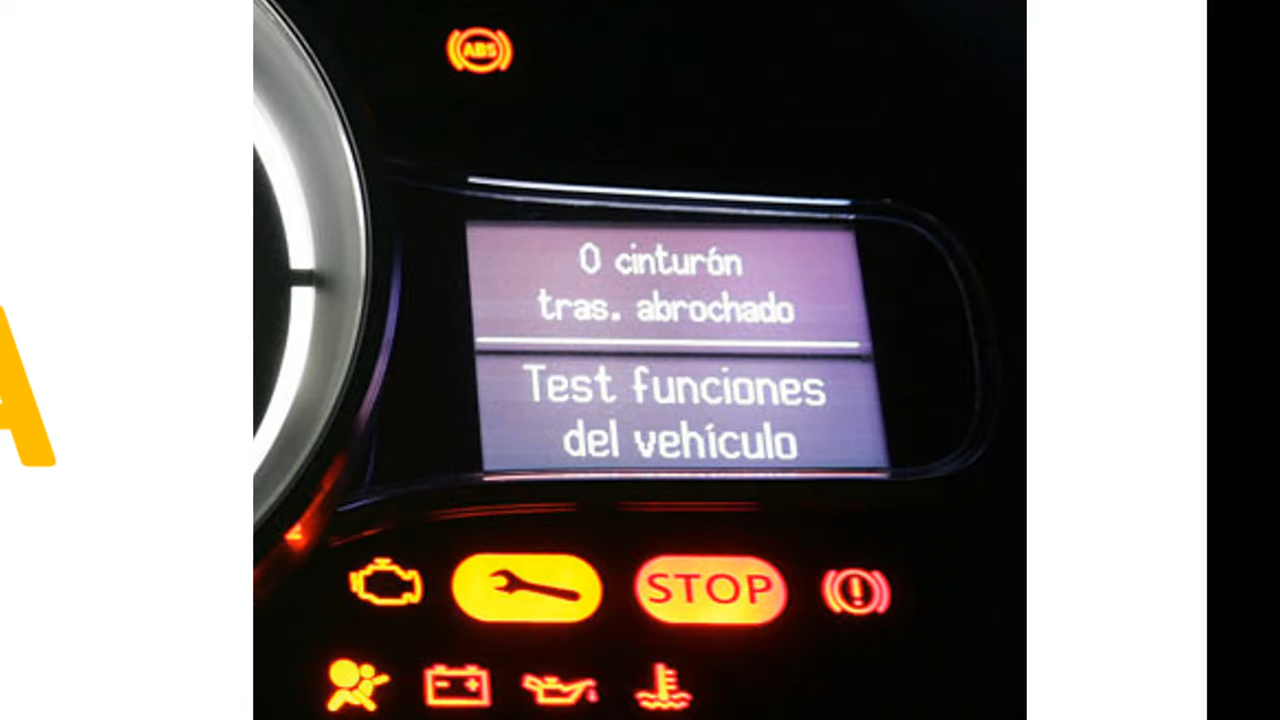 ABS
0 cinturón
tras. abrochado
Test funciones
del vehículo
STOP
A